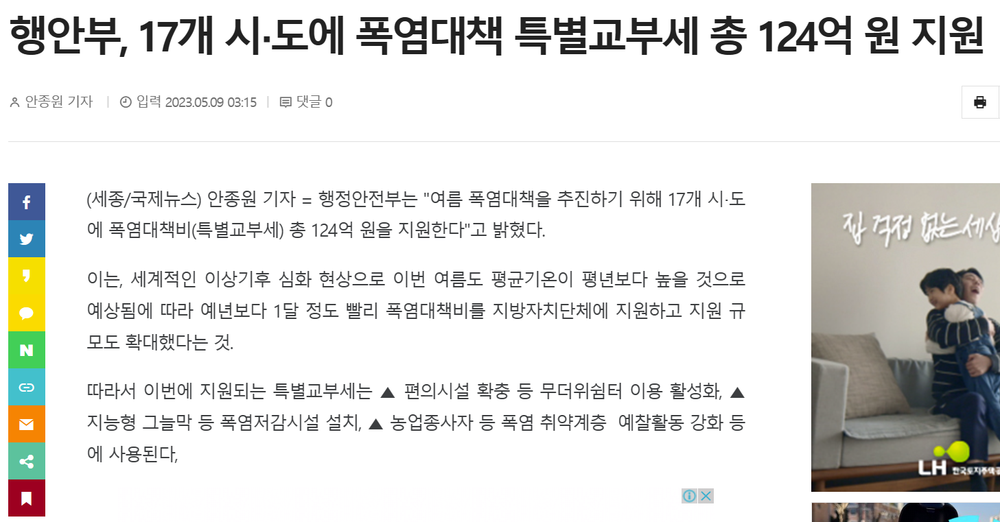 행안부, 17개 시·도에 폭염대책 특별교부세 총 124억 원 지원
안종원 기자 | 입력 2023.05.09 03:15 | 댓글 0
(세종/국제뉴스) 안종원 기자 = 행정안전부는 "여름 폭염대책을 추진하기 위해 17개 시·도
에 폭염대책비(특별교부세) 총 124억 원을 지원한다"고 밝혔다.
이는, 세계적인 이상기후 심화 현상으로 이번 여름도 평균기온이 평년보다 높을 것으로
예상됨에 따라 예년보다 1달 정도 빨리 폭염대책비를 지방자치단체에 지원하고 지원 규
모도 확대했다는 것.
따라서 이번에 지원되는 특별교부세는 ▲ 편의시설 확충 등 무더위쉼터 이용 활성화, ▲
지능형 그늘막 등 폭염저감시설 설치, ▲ 농업종사자 등 폭염 취약계층 예찰활동 강화 등
에 사용된다,
집 걱정 없는 세상
LH 한국토지주택공